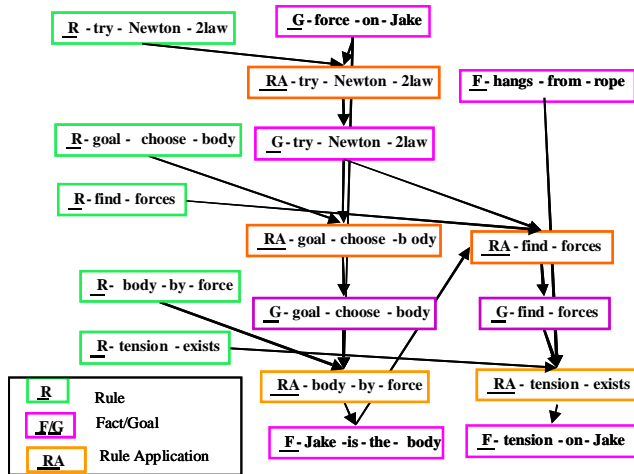 R - try - Newton - 2law
G - force - on - Jake
RA - try - Newton - 2law
F - hangs - from - rope
R - goal - choose - body
G - try - Newton - 2law
R - find - forces
RA - goal - choose - b ody
RA - find - forces
R - body - by - force
G - goal - choose - body
G - find - forces
R - tension - exists
RA - body - by - force
RA - tension - exists
R Rule
F/G Fact/Goal
RA Rule Application
F - Jake - is - the - body
F - tension - on - Jake